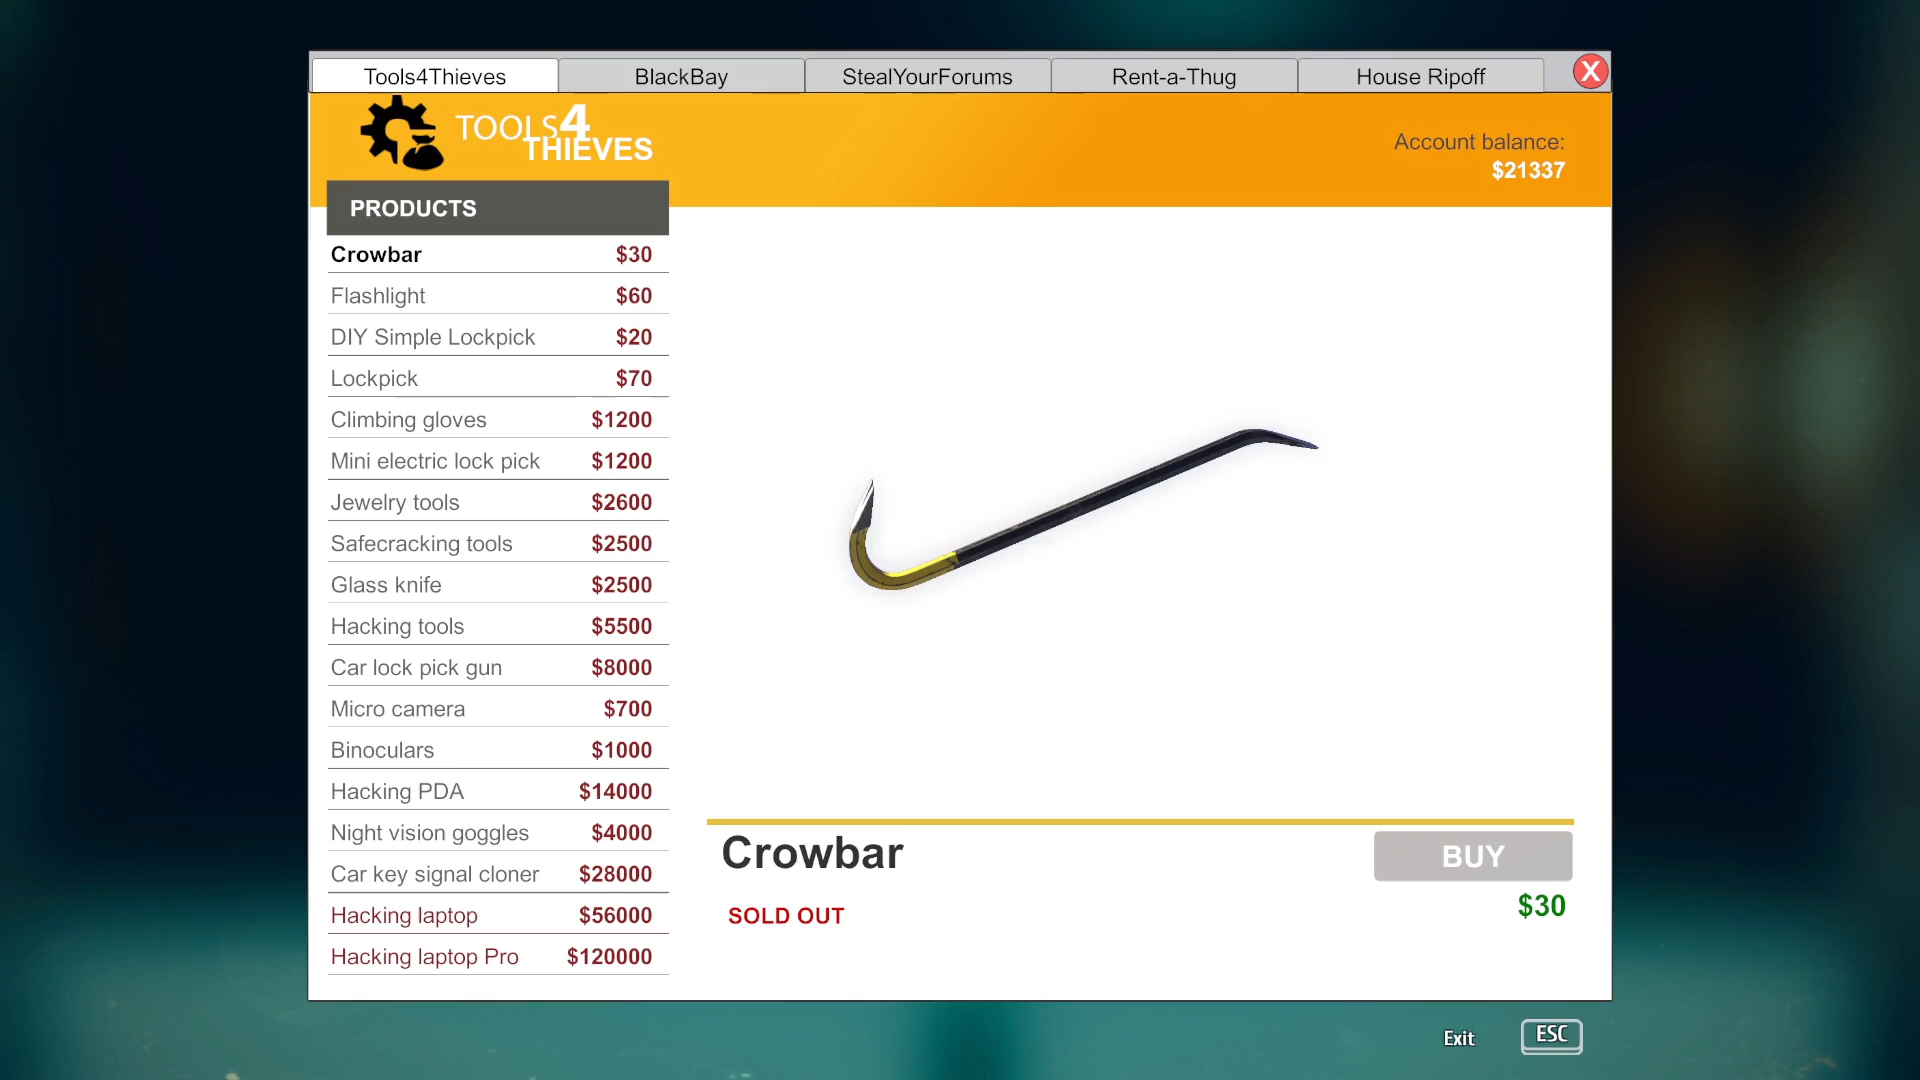 Tools4Thieves BlackBay StealYourForums Rent-a-Thug House Ripoff X
TOOLS4
THIEVES
Account balance:
$21337
PRODUCTS
Crowbar $30
Flashlight $60
DIY Simple Lockpick $20
Lockpick $70
Climbing gloves $1200
Mini electric lock pick $1200
Jewelry tools $2600
Safecracking tools $2500
Glass knife $2500
Hacking tools $5500
Car lock pick gun $8000
Micro camera $700
Binoculars $1000
Hacking PDA $14000
Night vision goggles $4000
Car key signal cloner $28000
Hacking laptop $56000
Hacking laptop Pro $120000
Crowbar
BUY
SOLD OUT
$30
Exit ESC